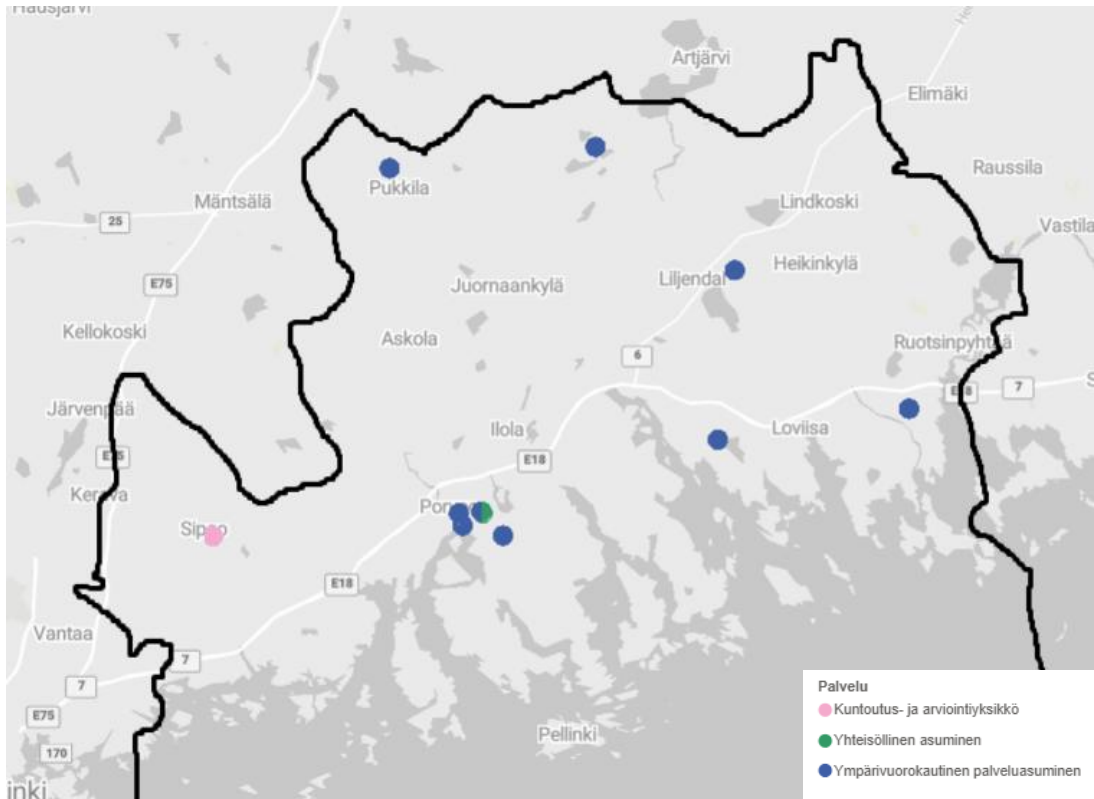 Hausjärvi
Artjärvi
Elimäki
Raussila
Pukkila
Mäntsälä
Lindkoski
25
Vastila
E75
Liljendal
Heikinkylä
Juornaankylä
Kellokoski
Askola
Ruotsinpyhtää
6
7
Järvenpää
Ilola
Loviisa
E18
Kerava
Sipoo
E18
Vantaa
7
7
E75
Pellinki
170
inki
Palvelu
Kuntoutus- ja arviointiyksikkö
Yhteisöllinen asuminen
Ympärivuorokautinen palveluasuminen